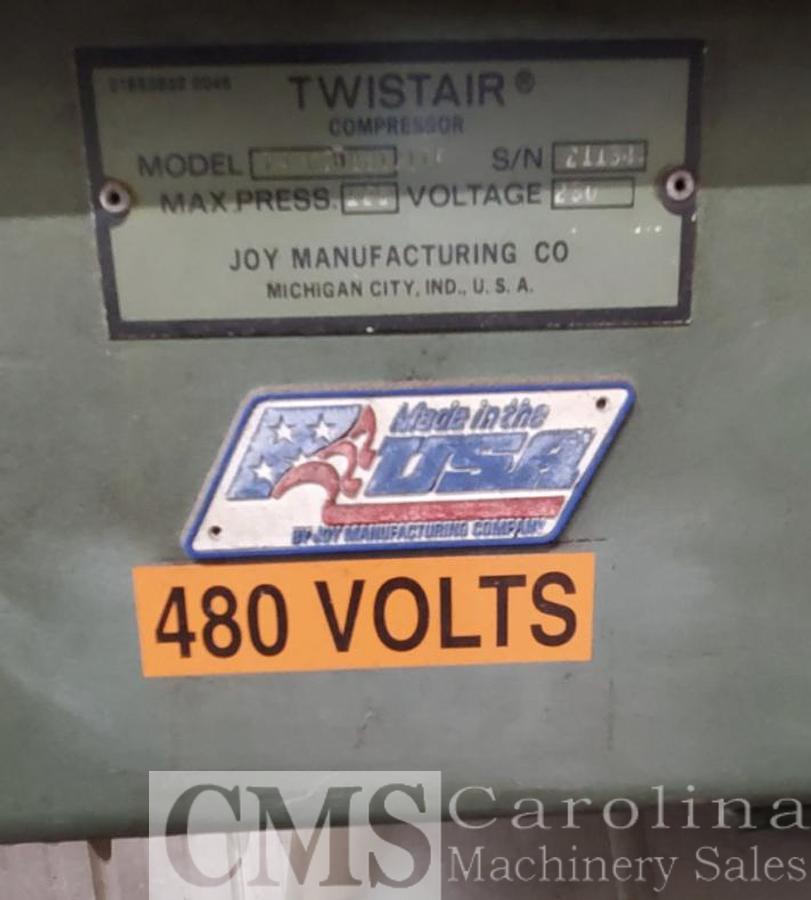 TWISTAIR®
COMPRESSOR
MODEL S/N
MAX.PRESS. VOLTAGE
JOY MANUFACTURING CO
MICHIGAN CITY, IND., U. S. A.
Made in the
USA
BY JOY MANUFACTURING COMPANY
480 VOLTS
CMS Carolina
Machinery Sales